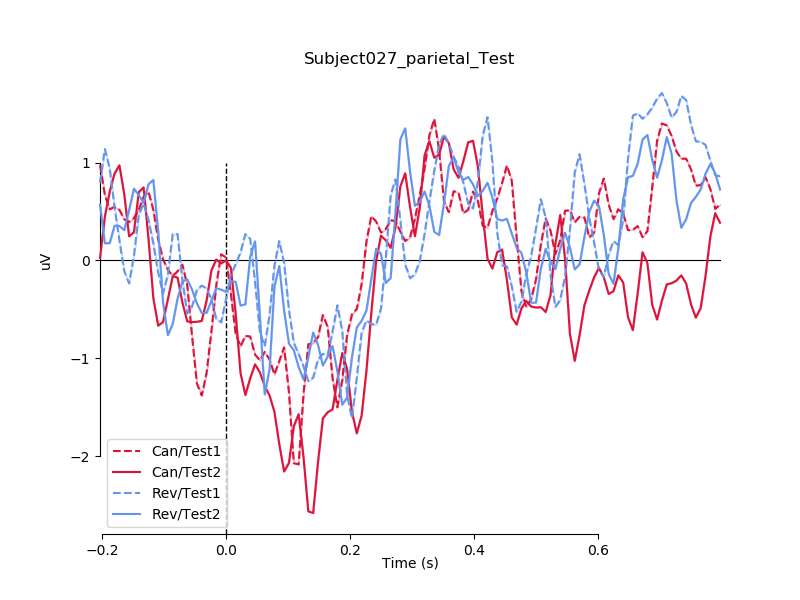 Subject027_parietal_Test
uV
1
0
−1
−2
Can/Test1
Can/Test2
Rev/Test1
Rev/Test2
−0.2
0.0
0.2
0.4
0.6
Time (s)